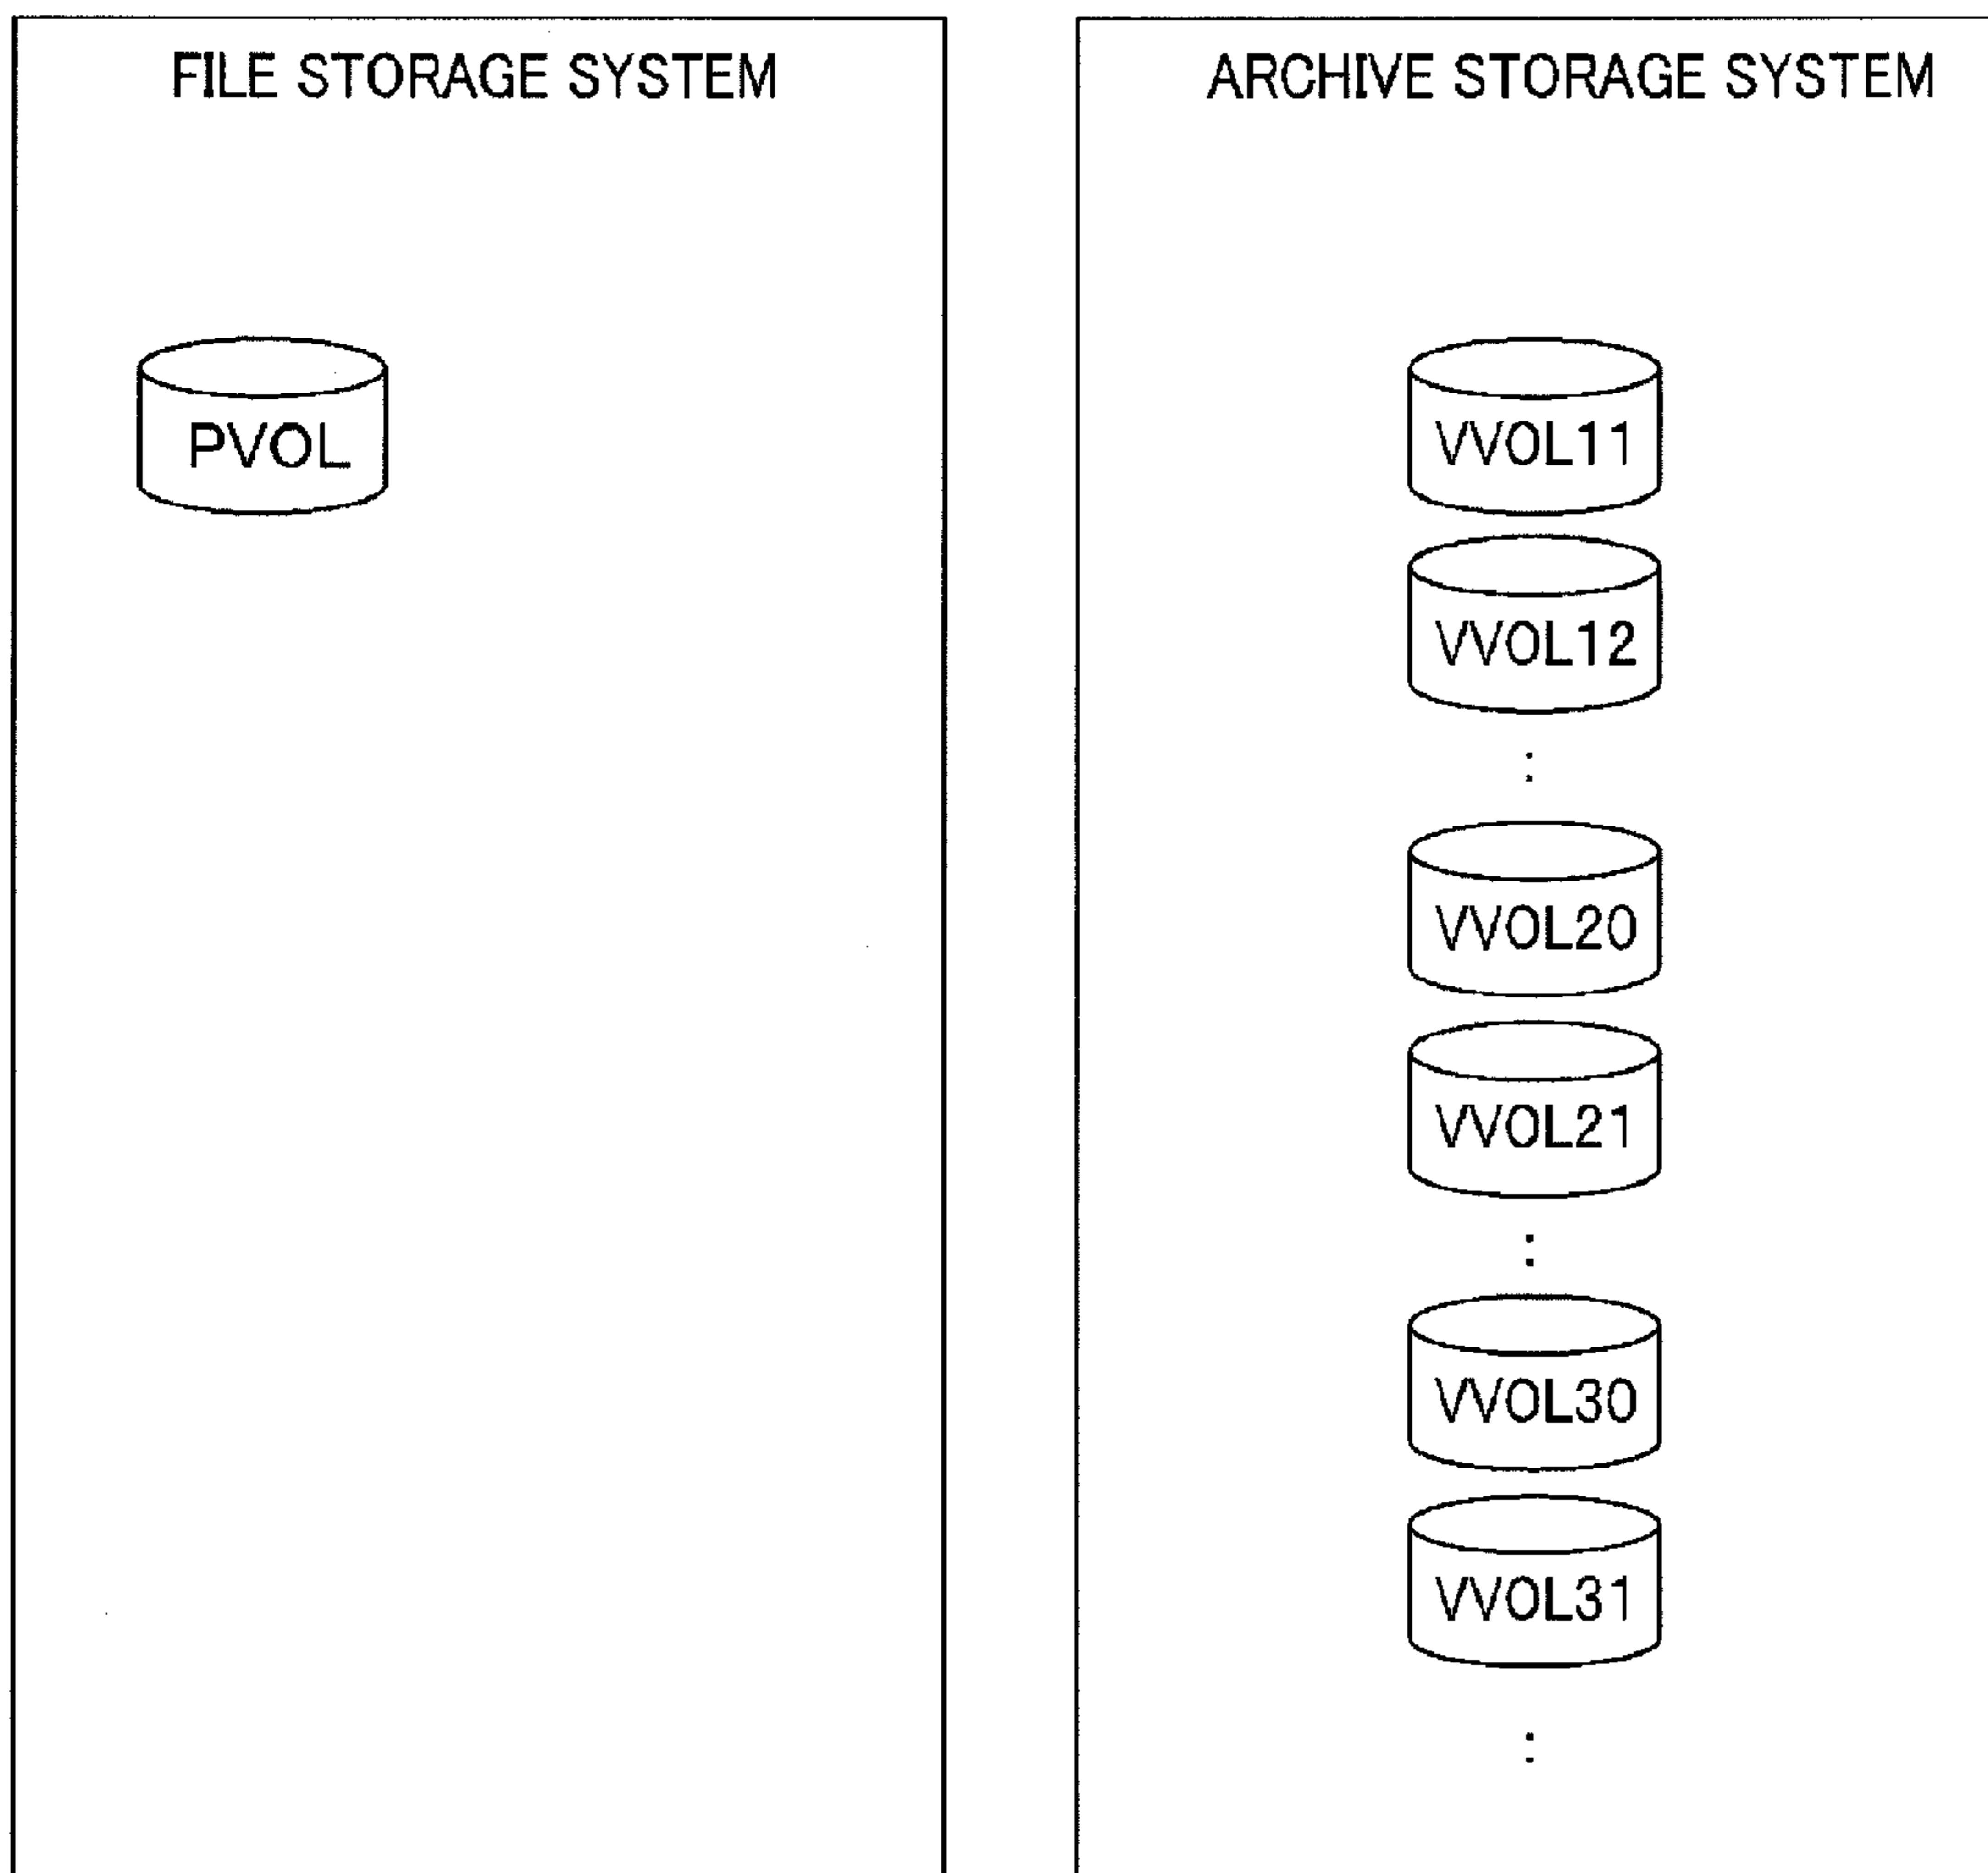 FILE STORAGE SYSTEM
PVOL
ARCHIVE STORAGE SYSTEM
VVOL11
VVOL12
:
VVOL20
VVOL21
:
VVOL30
VVOL31
: